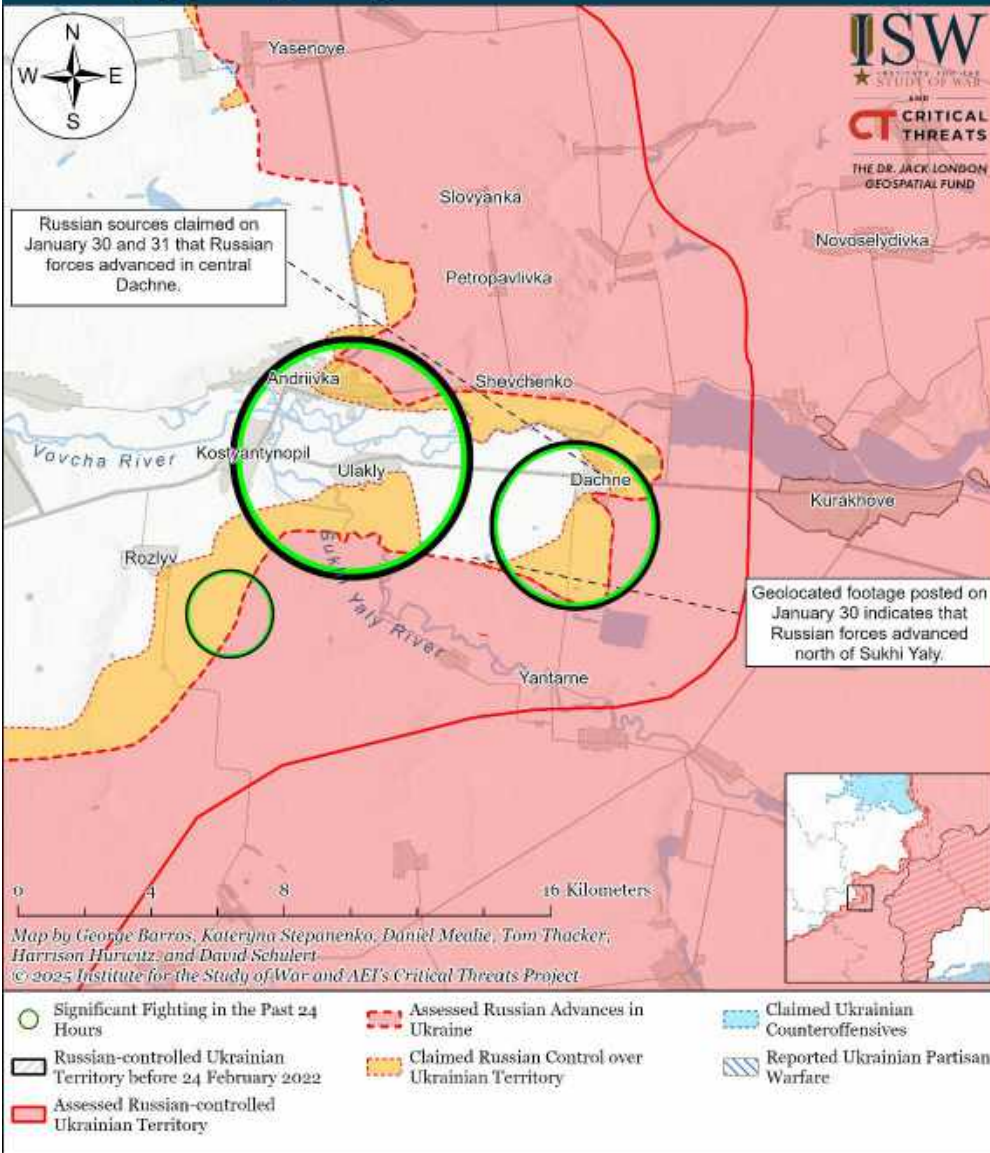 N
W E
S
ISW
INSTITUTE FOR THE
STUDY OF WAR
AND
CT CRITICAL
THREATS
THE DR. JACK LONDON
GEOSPATIAL FUND
Yasenove
Slovyanka
Novoselydivka
Russian sources claimed on
January 30 and 31 that Russian
forces advanced in central
Dachne.
Petropavlivka
Andriivka
Shevchenko
Vovcha River
Kostyantynopil
Ulakly
Dachne
Kurakhove
Rozlyv
Sukhi Yaly River
Geolocated footage posted on
January 30 indicates that
Russian forces advanced
north of Sukhi Yaly.
Yantarne
0 4 8 16 Kilometers
Map by George Barros, Kateryna Stepanenko, Daniel Mealie, Tom Thacker,
Harrison Hurwitz, and David Schulert
© 2025 Institute for the Study of War and AEI's Critical Threats Project
Significant Fighting in the Past 24
Hours
Russian-controlled Ukrainian
Territory before 24 February 2022
Assessed Russian-controlled
Ukrainian Territory
Assessed Russian Advances in
Ukraine
Claimed Russian Control over
Ukrainian Territory
Claimed Ukrainian
Counteroffensives
Reported Ukrainian Partisan
Warfare